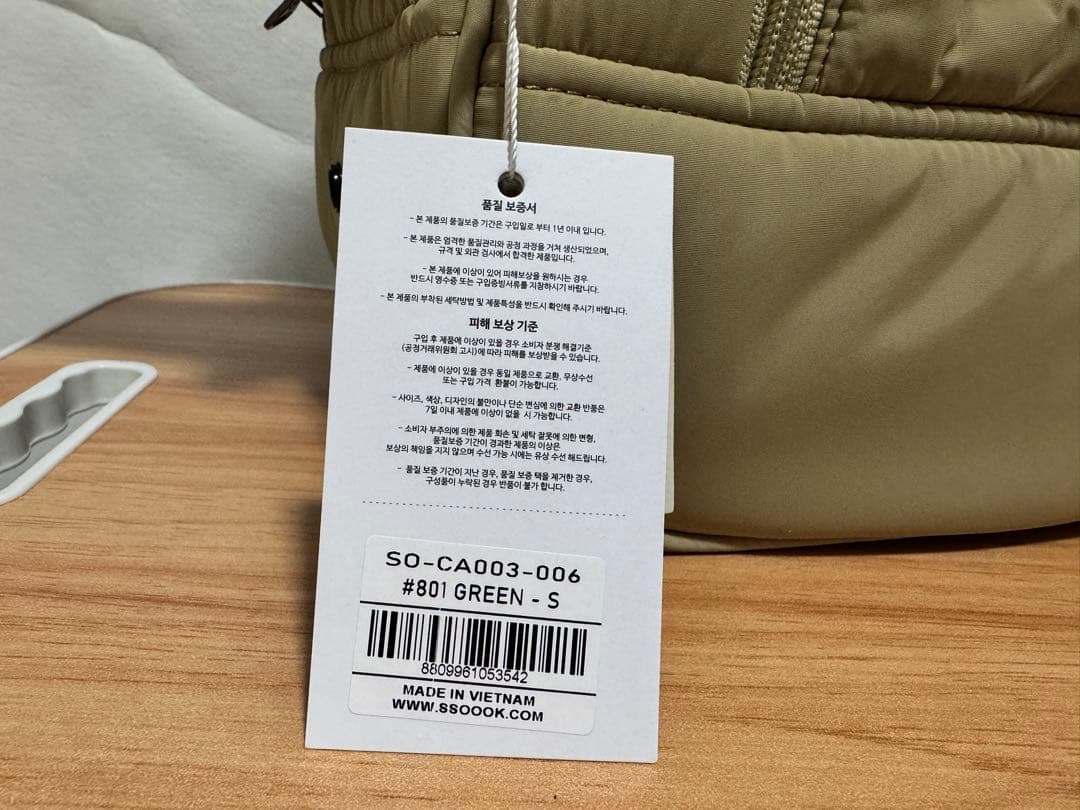 품질 보증서
- 본 제품의 품질보증 기간은 구입일로 부터 1년 이내 입니다.
- 본 제품은 엄격한 품질관리와 공정 과정을 거쳐 생산되었으며,
규격 및 외관 검사에서 합격한 제품입니다.
- 본 제품에 이상이 있어 피해보상을 원하시는 경우
반드시 영수증 또는 구입증빙서류를 지참하시기 바랍니다.
- 본 제품의 부착된 세탁방법 및 제품특성을 반드시 확인해 주시기 바랍니다.
피해 보상 기준
구입 후 제품에 이상이 있을 경우 소비자 분쟁 해결기준
(공정거래위원회 고시)에 따라 피해를 보상받을 수 있습니다.
- 제품에 이상이 있을 경우 동일 제품으로 교환, 무상수선
또는 구입 가격 환불이 가능합니다.
- 사이즈, 색상, 디자인의 불만이나 단순 변심에 의한 교환 반품은
7일 이내 제품에 이상이 없을 시 가능합니다.
- 소비자 부주의에 의한 제품 회손 및 세탁 잘못에 의한 변형,
품질보증 기간이 경과한 제품의 이상은
보상의 책임을 지지 않으며 수선 가능 시에는 유상 수선 해드립니다.
- 품질 보증 기간이 지난 경우, 품질 보증 택을 제거한 경우,
구성품이 누락된 경우 반품이 불가 합니다.
SO-CA003-006
#801 GREEN - S
8809961053542
MADE IN VIETNAM
WWW.SSOOOK.COM